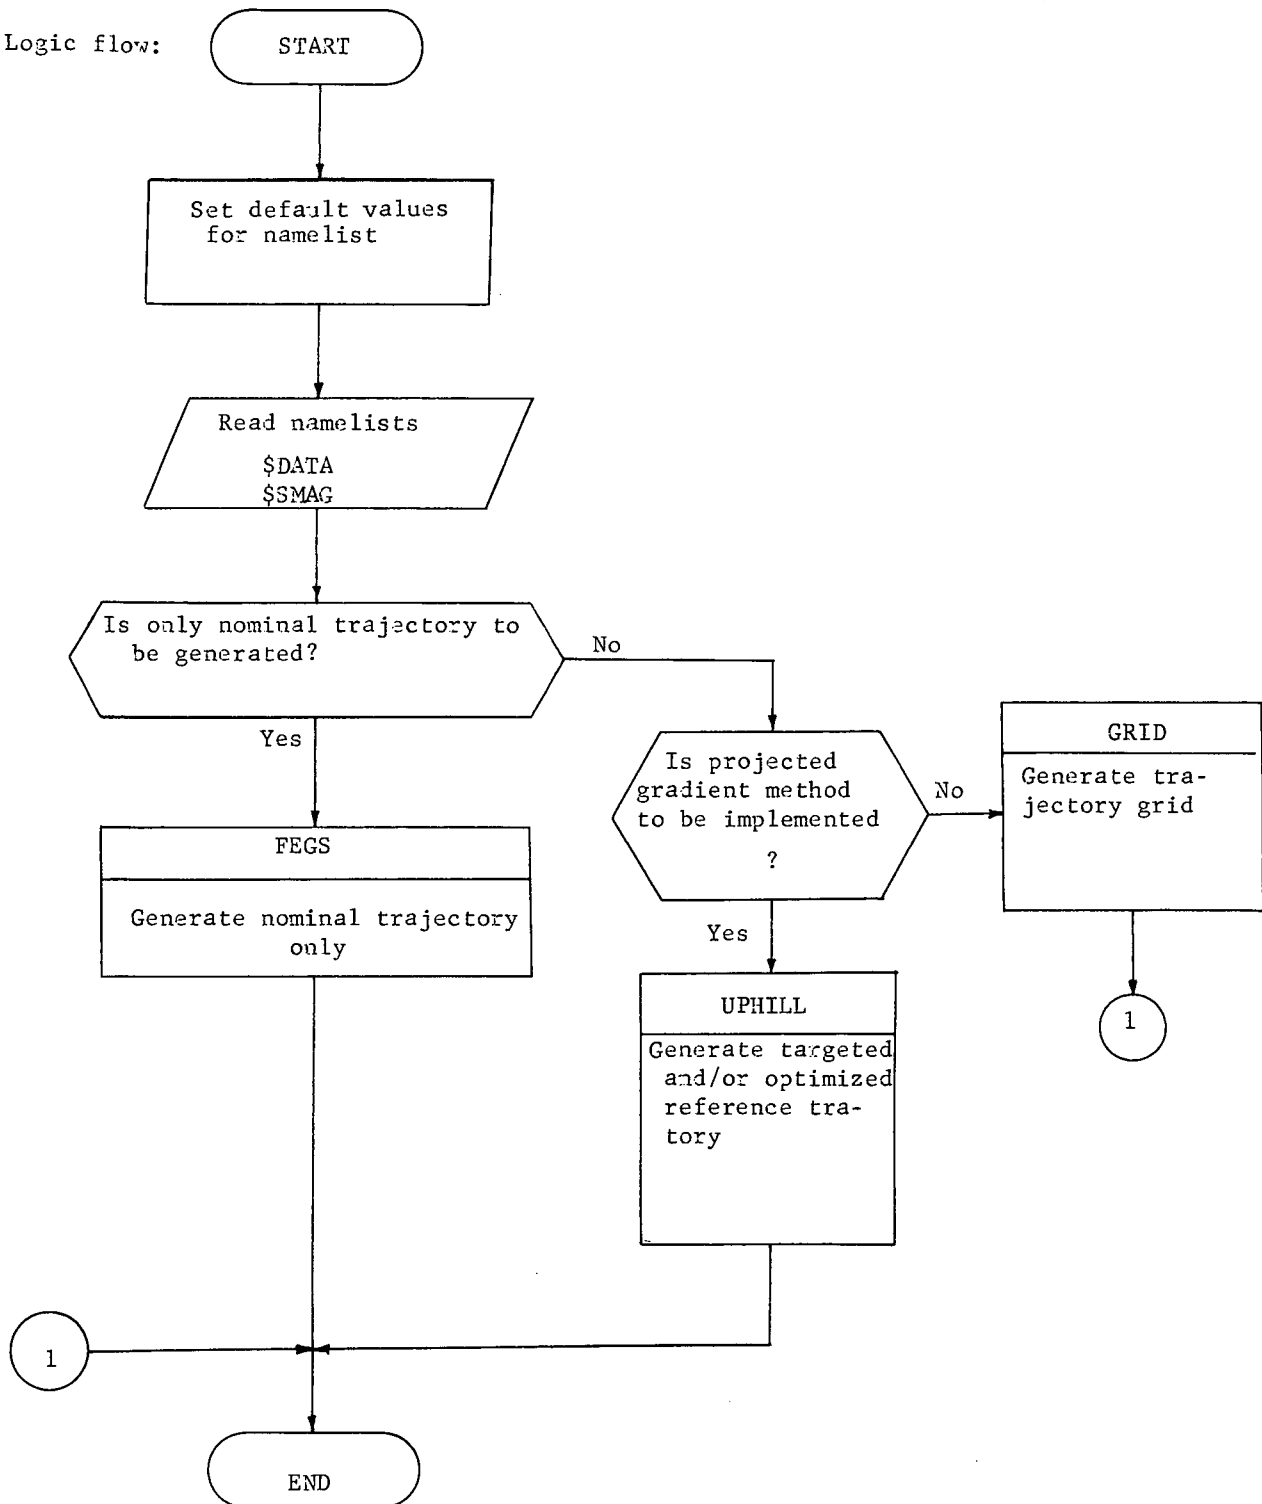 Logic flow:
START
Set default values
for namelist
Read namelists
$DATA
$SMAG
Is only nominal trajectory to
be generated?
No
Yes
Is projected
gradient method
to be implemented
?
No
GRID
Generate tra-
jectory grid
FEGS
Generate nominal trajectory
only
Yes
UPHILL
Generate targeted
and/or optimized
reference tra-
tory
1
1
END